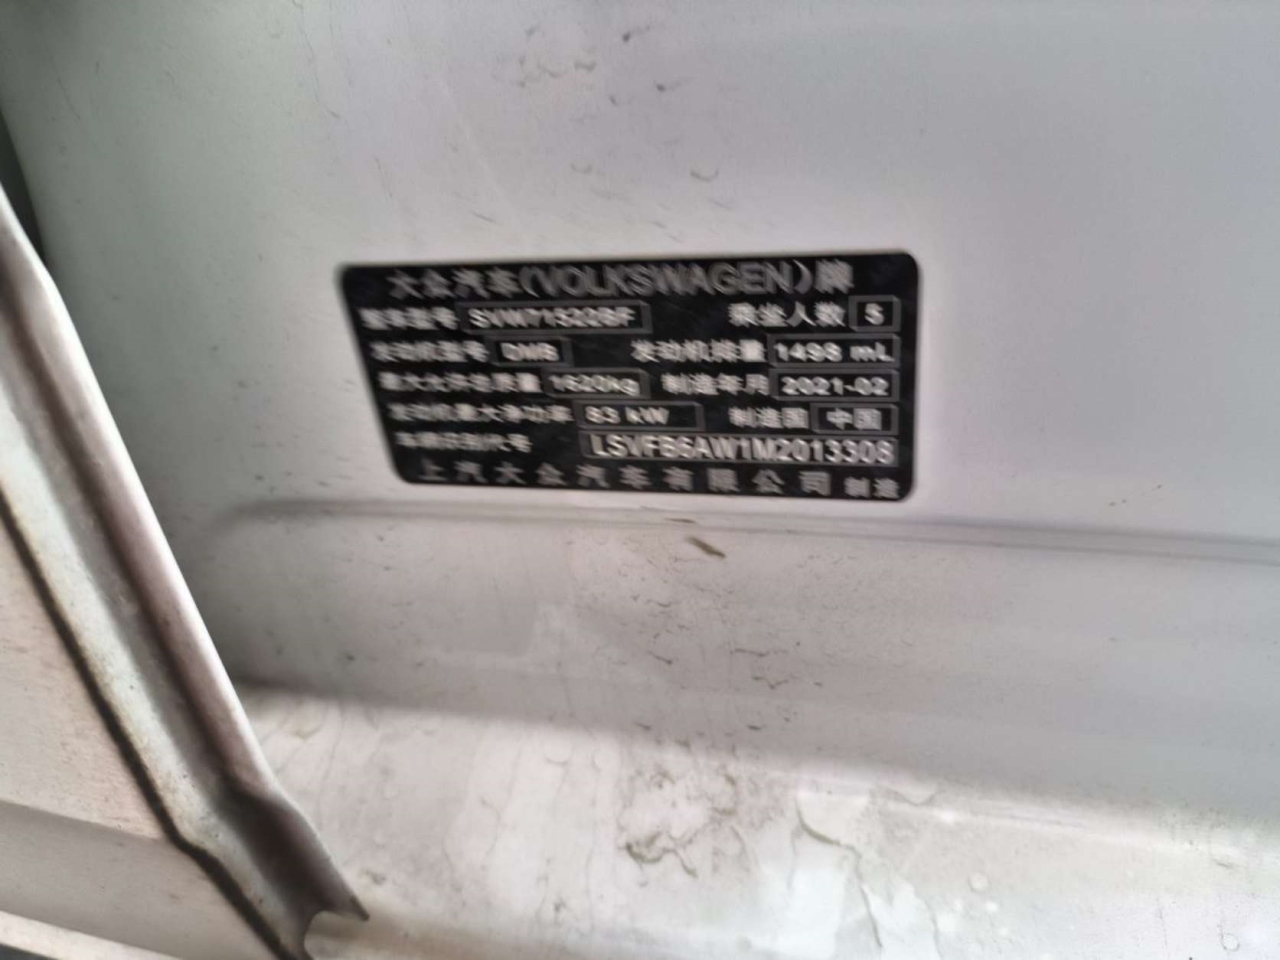 大众汽车(VOLKSWAGEN)牌
整车型号 乘坐人数 5
发动机型号 DMB 发动机排量 1498 mL
最大允许总质量 1620kg 制造年月 2021-02
发动机最大净功率 83 kW 制造国 中国
车辆识别代号 LSVFB6AW1M2013308
上汽大众汽车有限公司 制造